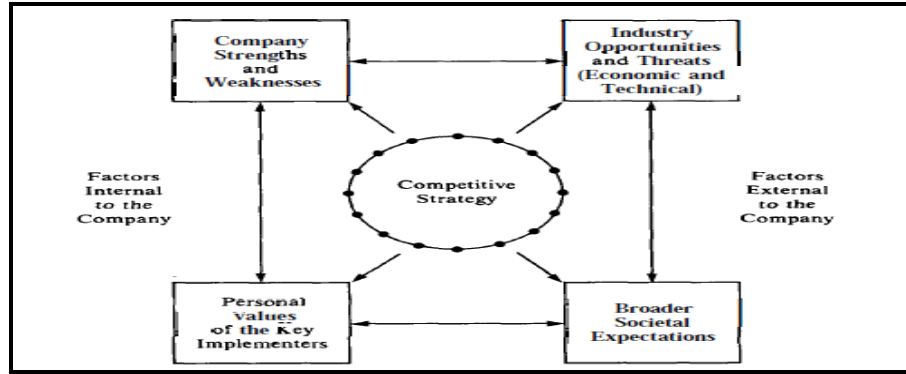 Company
Strengths
and
Weaknesses
Industry
Opportunities
and Threats
(Economic and
Technical)
Factors
Internal
to the
Company
Competitive
Strategy
Factors
External
to the
Company
Personal
Values
of the Key
Implementers
Broader
Societal
Expectations